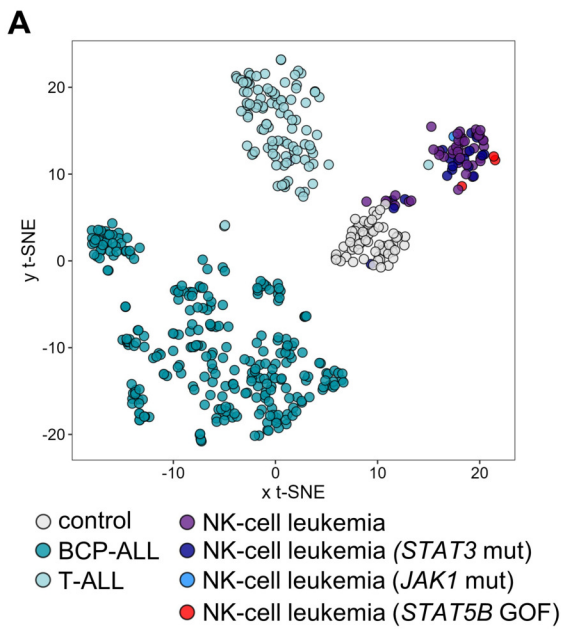 A
20
10
0
-10
-20
y t-SNE
-10 0 10 20
x t-SNE
control
BCP-ALL
T-ALL
NK-cell leukemia
NK-cell leukemia (STAT3 mut)
NK-cell leukemia (JAK1 mut)
NK-cell leukemia (STAT5B GOF)